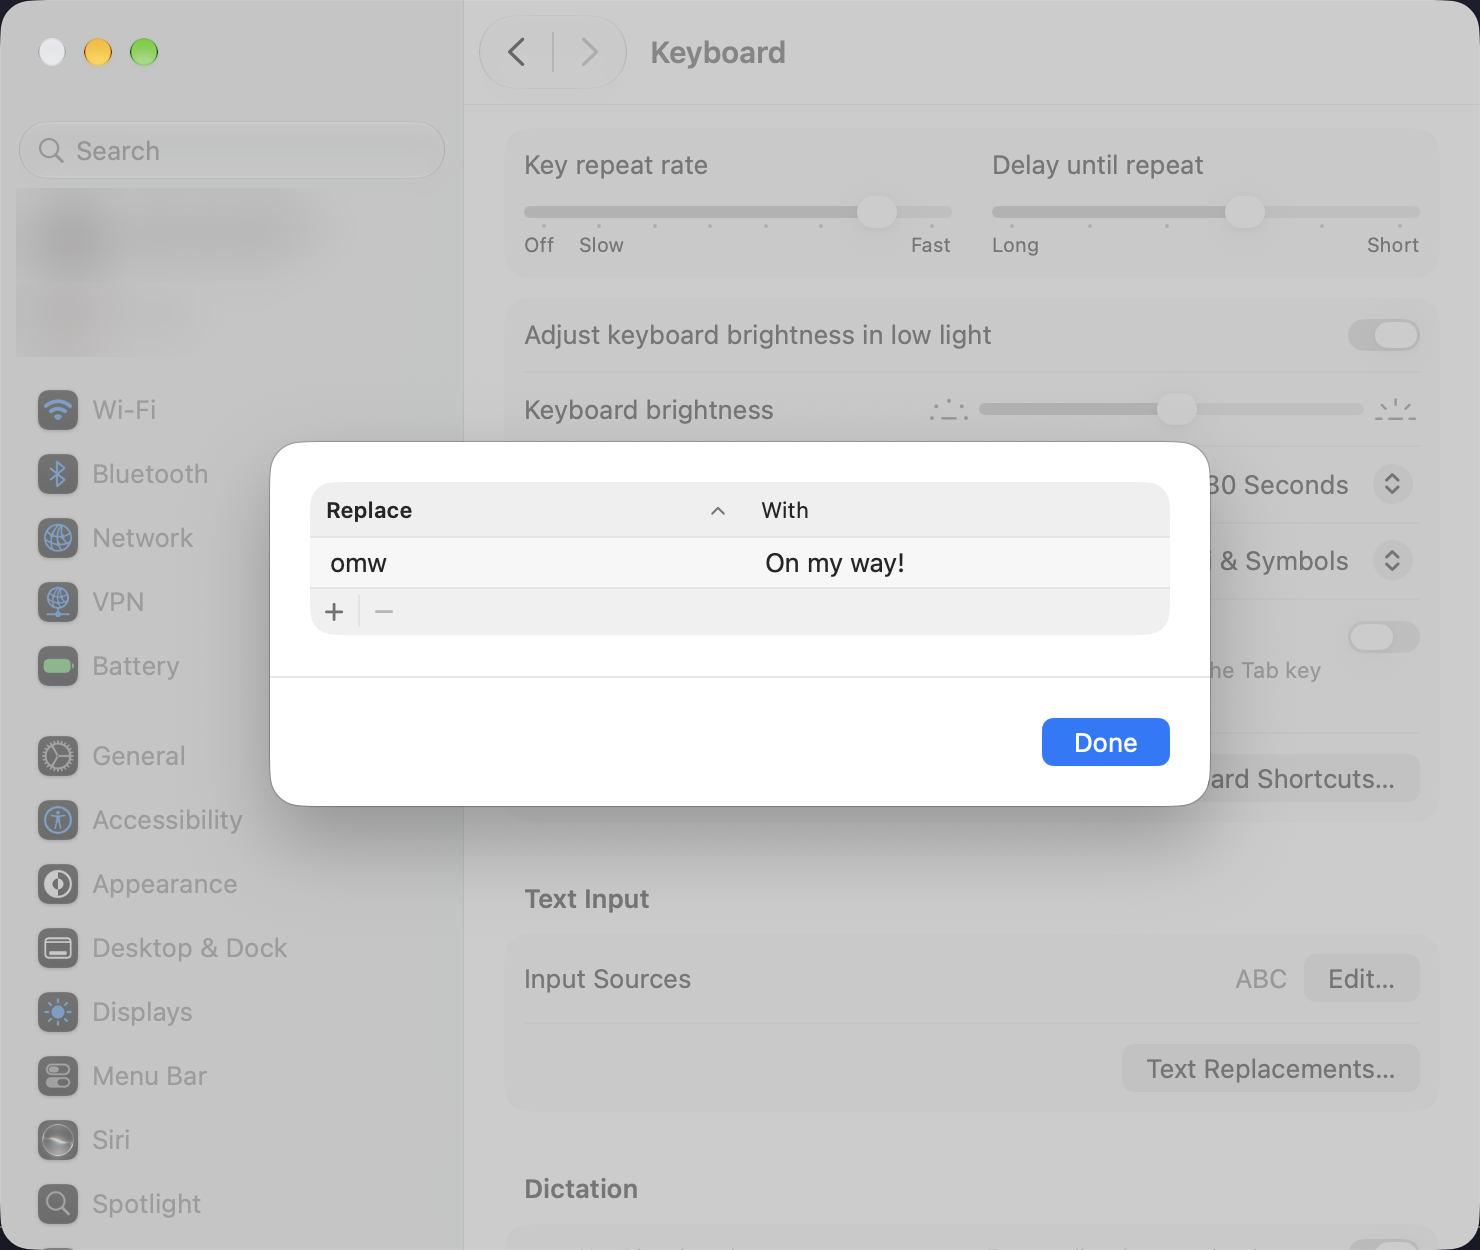 Keyboard
Search
Key repeat rate
Delay until repeat
Off Slow Fast
Long Short
Adjust keyboard brightness in low light
Keyboard brightness
30 Seconds
& Symbols
he Tab key
ard Shortcuts...
Replace With
omw On my way!
Done
Wi-Fi
Bluetooth
Network
VPN
Battery
General
Accessibility
Appearance
Desktop & Dock
Displays
Menu Bar
Siri
Spotlight
Text Input
Input Sources ABC Edit...
Text Replacements...
Dictation